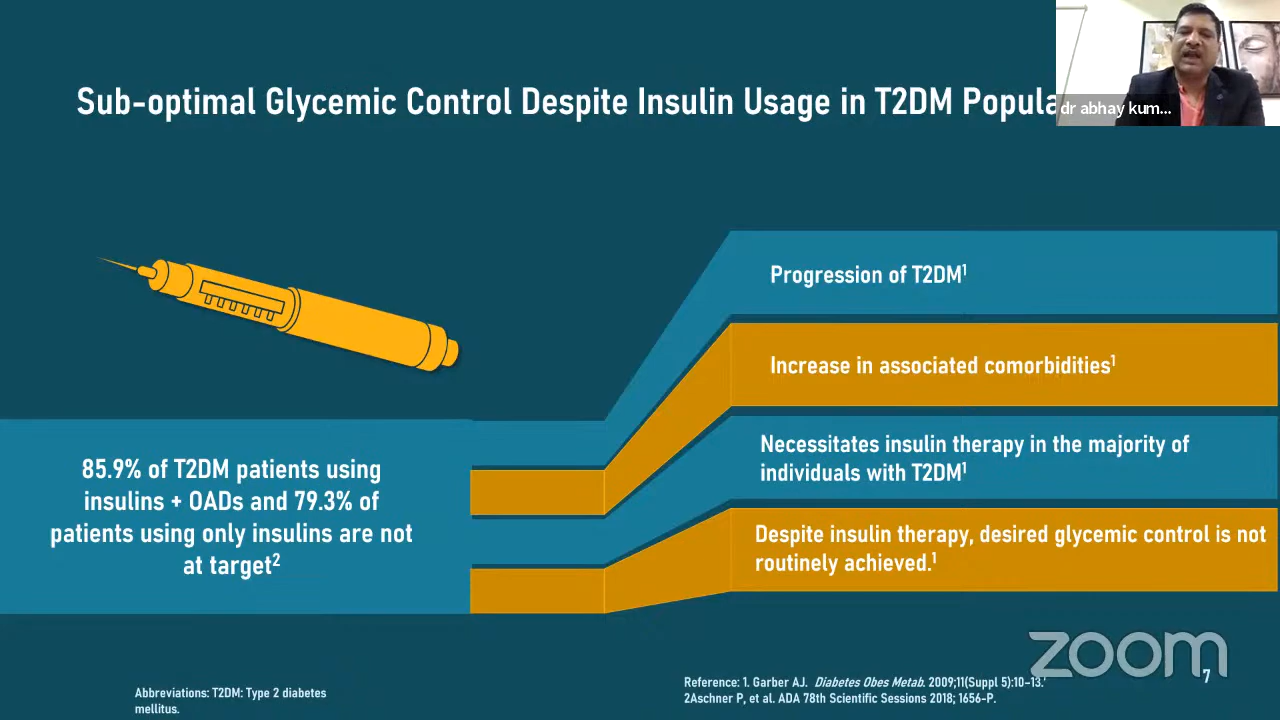 Sub-optimal Glycemic Control Despite Insulin Usage in T2DM Popula
dr abhay kum...
Progression of T2DM¹
Increase in associated comorbidities¹
Necessitates insulin therapy in the majority of
individuals with T2DM¹
Despite insulin therapy, desired glycemic control is not
routinely achieved.¹
85.9% of T2DM patients using
insulins + OADs and 79.3% of
patients using only insulins are not
at target²
zoom
7
Abbreviations: T2DM: Type 2 diabetes
mellitus.
Reference: 1. Garber AJ. Diabetes Obes Metab. 2009;11(Suppl 5):10–13.
2Aschner P, et al. ADA 78th Scientific Sessions 2018; 1656-P.